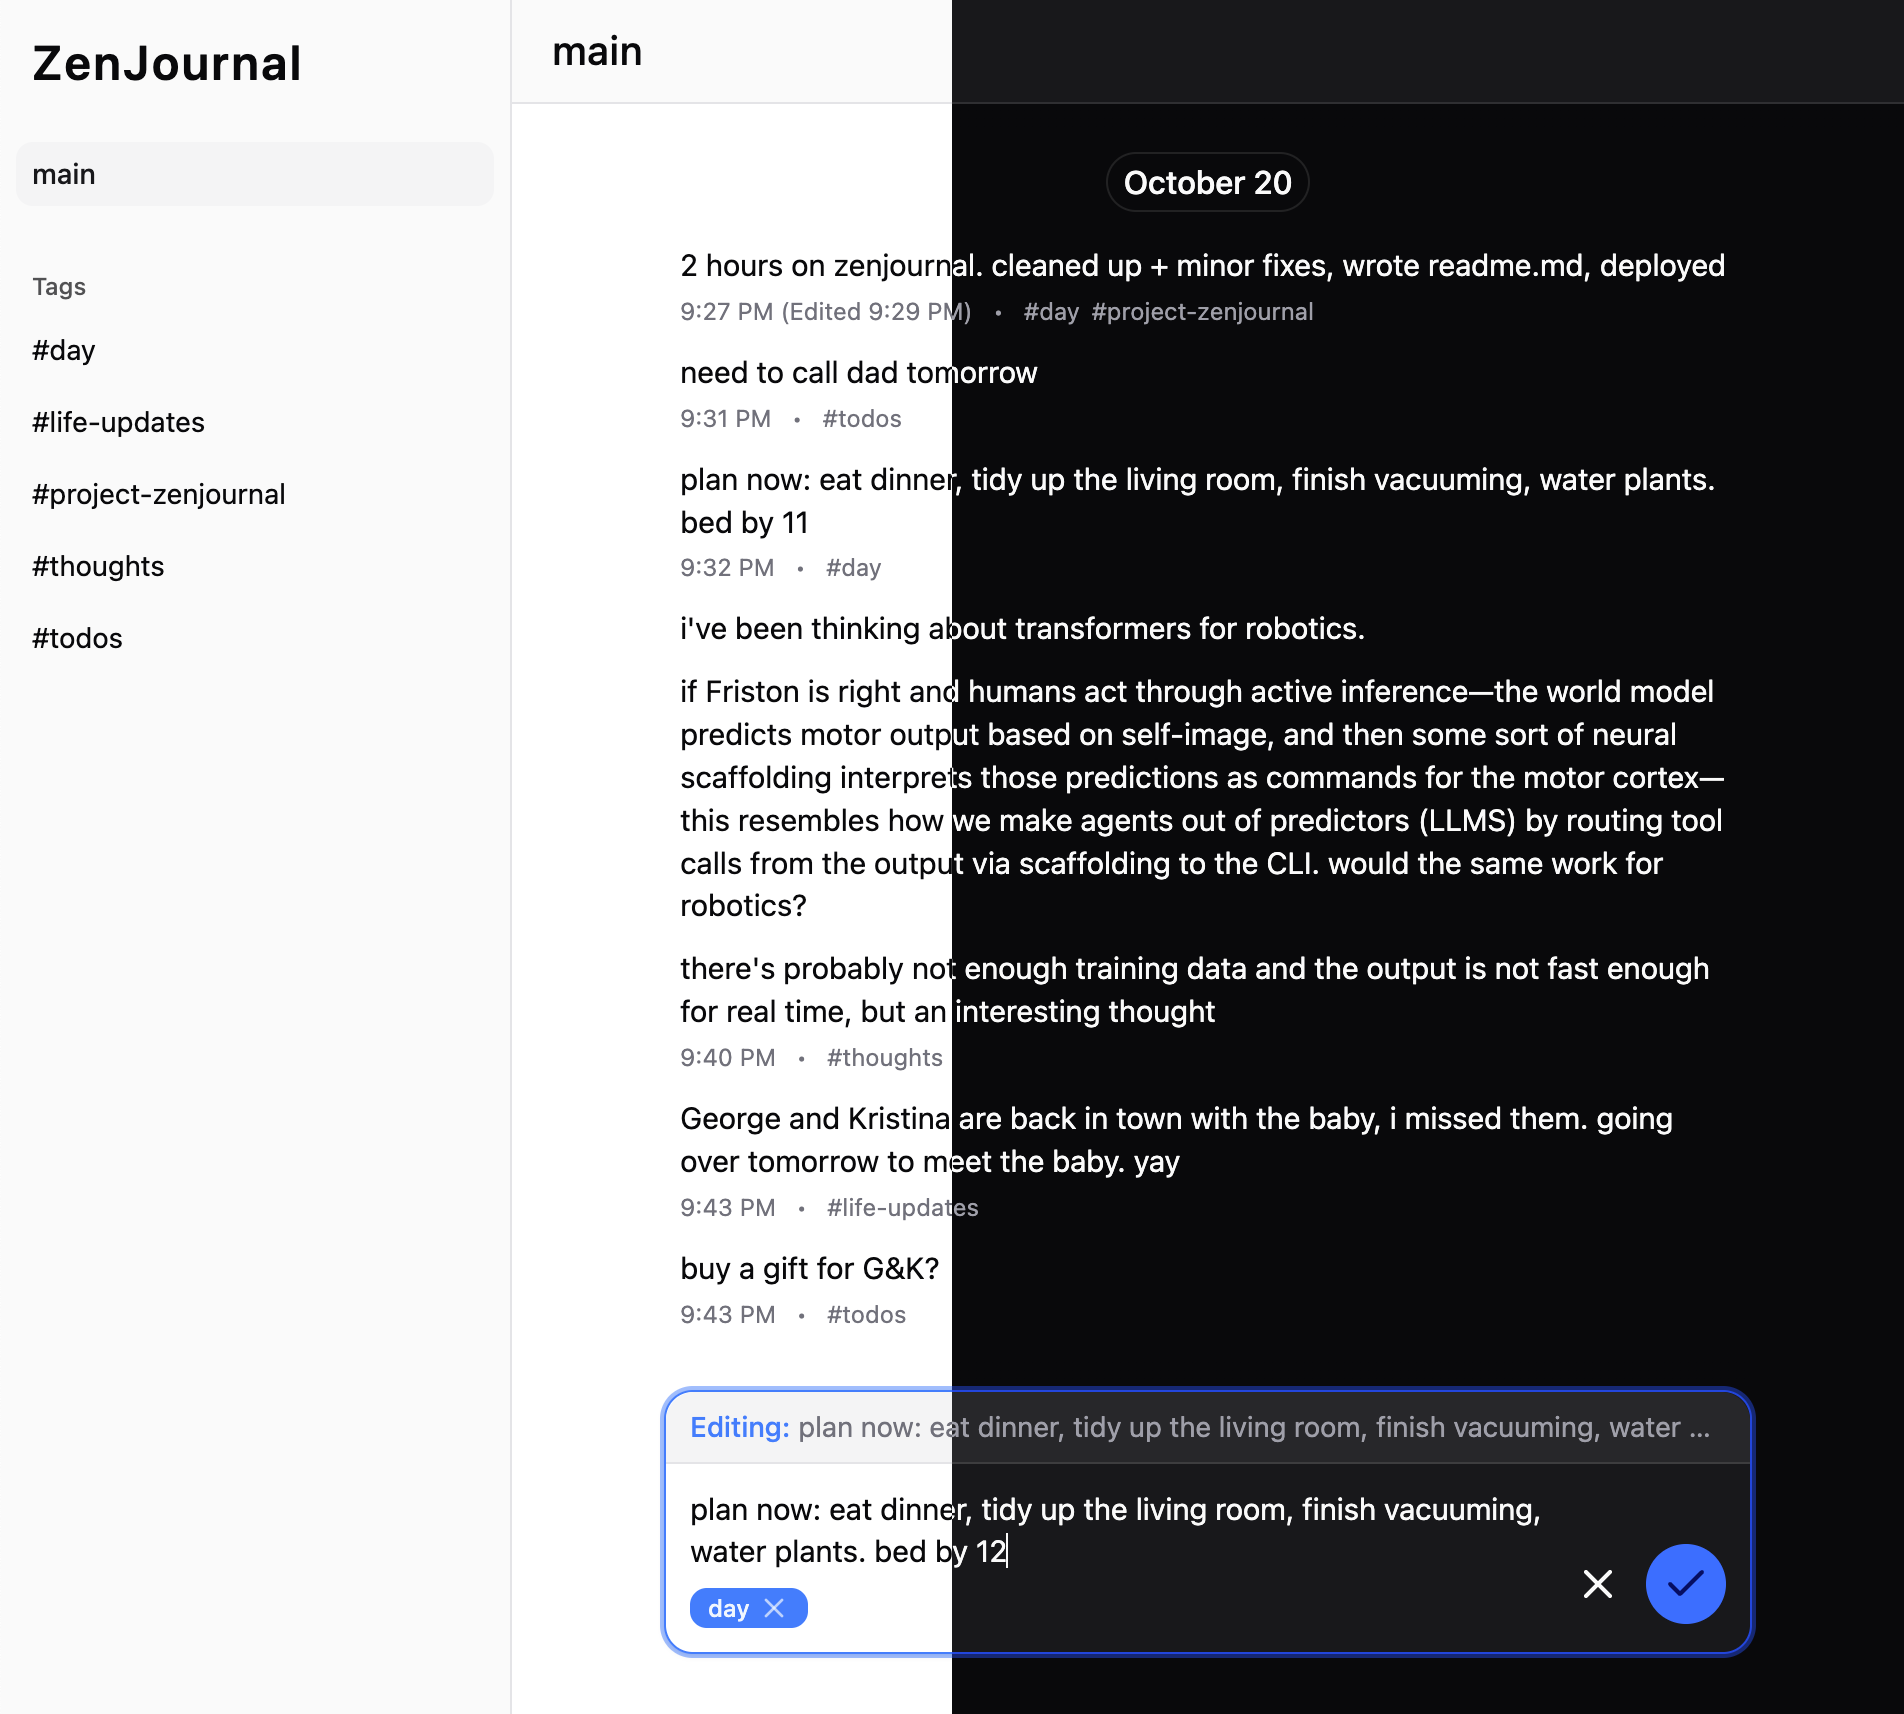 ZenJournal
main
main
Tags
#day
#life-updates
#project-zenjournal
#thoughts
#todos
October 20
2 hours on zenjournal. cleaned up + minor fixes, wrote readme.md, deployed
9:27 PM (Edited 9:29 PM) • #day #project-zenjournal
need to call dad tomorrow
9:31 PM • #todos
plan now: eat dinner, tidy up the living room, finish vacuuming, water plants.
bed by 11
9:32 PM • #day
i've been thinking about transformers for robotics.
if Friston is right and humans act through active inference—the world model
predicts motor output based on self-image, and then some sort of neural
scaffolding interprets those predictions as commands for the motor cortex—
this resembles how we make agents out of predictors (LLMS) by routing tool
calls from the output via scaffolding to the CLI. would the same work for
robotics?
there's probably not enough training data and the output is not fast enough
for real time, but an interesting thought
9:40 PM • #thoughts
George and Kristina are back in town with the baby, i missed them. going
over tomorrow to meet the baby. yay
9:43 PM • #life-updates
buy a gift for G&K?
9:43 PM • #todos
Editing: plan now: eat dinner, tidy up the living room, finish vacuuming, water ...
plan now: eat dinner, tidy up the living room, finish vacuuming,
water plants. bed by 12
day